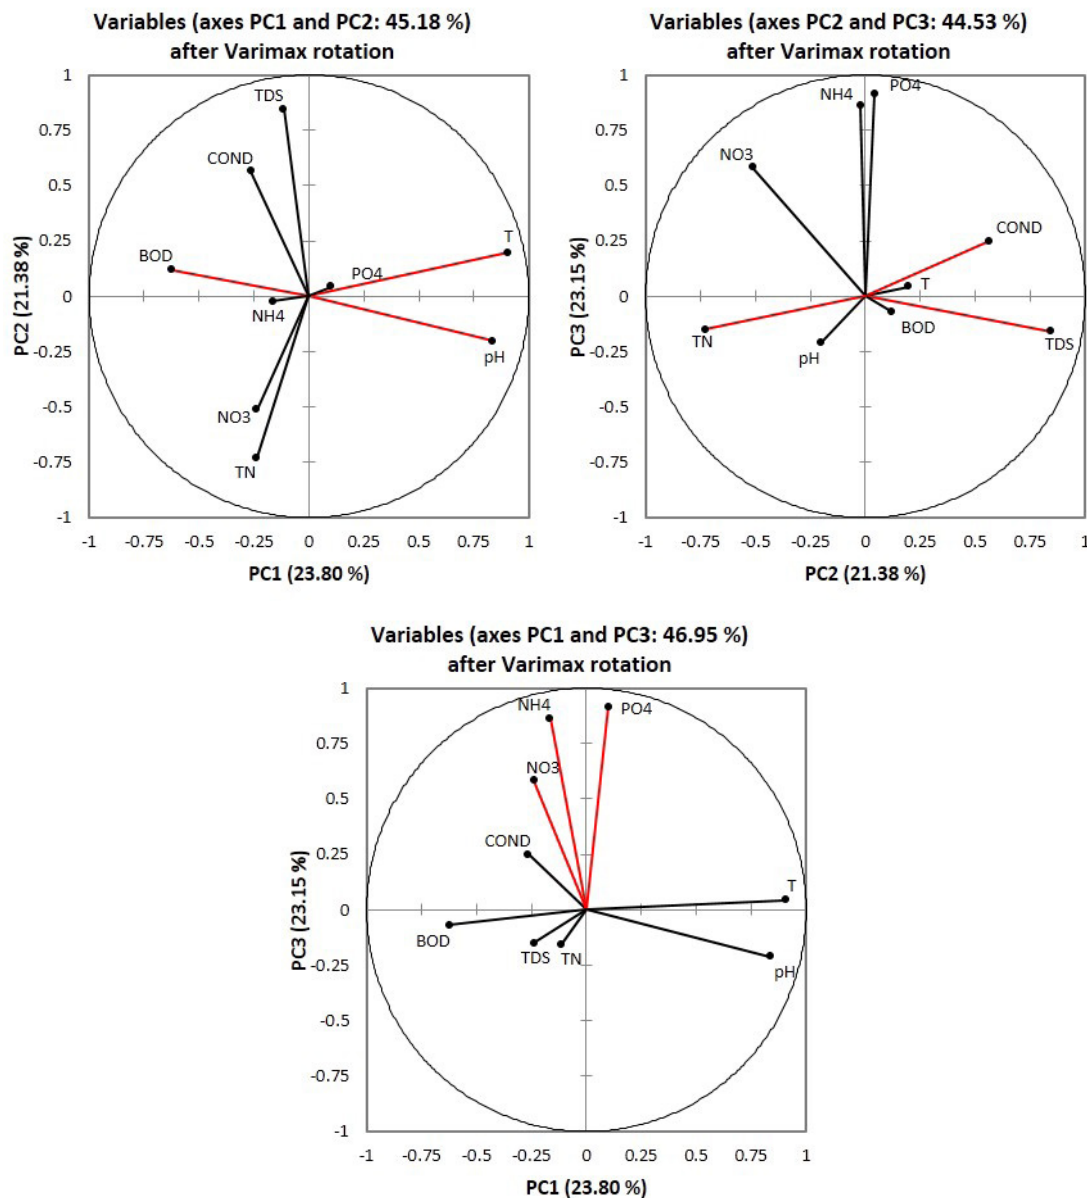 Variables (axes PC1 and PC2: 45.18 %)
after Varimax rotation
1
0.75
0.5
0.25
0
-0.25
-0.5
-0.75
-1
PC2 (21.38 %)
TDS
COND
BOD
T
PO4
NH4
pH
NO3
TN
-1 -0.75 -0.5 -0.25 0 0.25 0.5 0.75 1
PC1 (23.80 %)
Variables (axes PC2 and PC3: 44.53 %)
after Varimax rotation
1
0.75
0.5
0.25
0
-0.25
-0.5
-0.75
-1
PC3 (23.15 %)
NH4
PO4
NO3
COND
T
BOD
TN
pH
TDS
-1 -0.75 -0.5 -0.25 0 0.25 0.5 0.75 1
PC2 (21.38 %)
Variables (axes PC1 and PC3: 46.95 %)
after Varimax rotation
1
0.75
0.5
0.25
0
-0.25
-0.5
-0.75
-1
PC3 (23.15 %)
NH4
PO4
NO3
COND
T
BOD
TDS
TN
pH
-1 -0.75 -0.5 -0.25 0 0.25 0.5 0.75 1
PC1 (23.80 %)